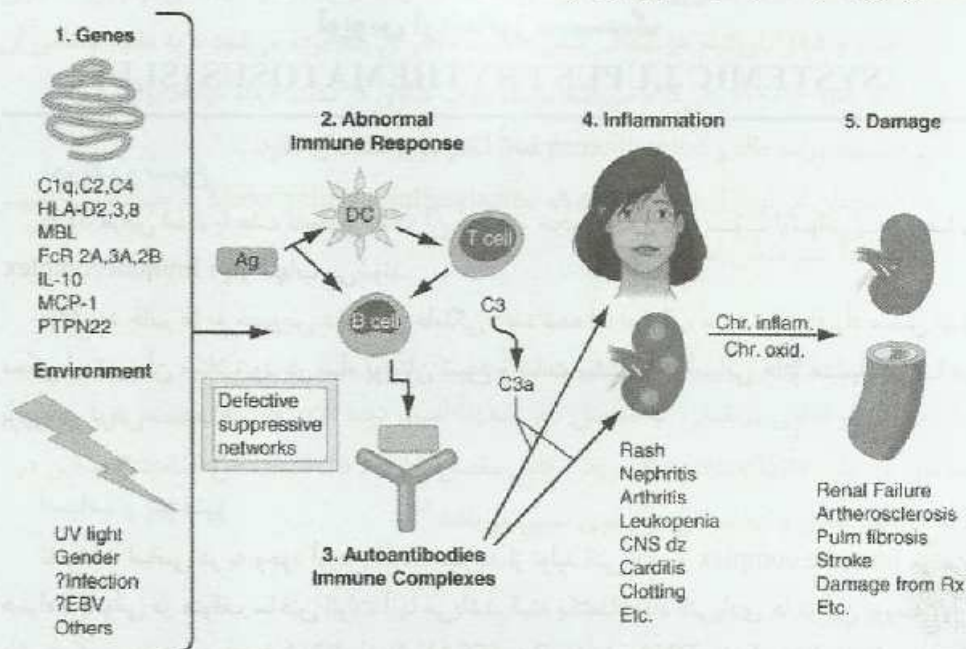 1. Genes
C1q,C2,C4
HLA-D2,3,8
MBL
FcR 2A,3A,2B
IL-10
MCP-1
PTPN22
Environment
UV light
Gender
?Infection
?EBV
Others
2. Abnormal
Immune Response
DC
T cell
Ag
B cell
Defective
suppressive
networks
C3
C3a
3. Autoantibodies
Immune Complexes
4. Inflammation
Rash
Nephritis
Arthritis
Leukopenia
CNS dz
Carditis
Clotting
Etc.
Chr. inflam.
Chr. oxid.
5. Damage
Renal Failure
Artherosclerosis
Pulm fibrosis
Stroke
Damage from Rx
Etc.